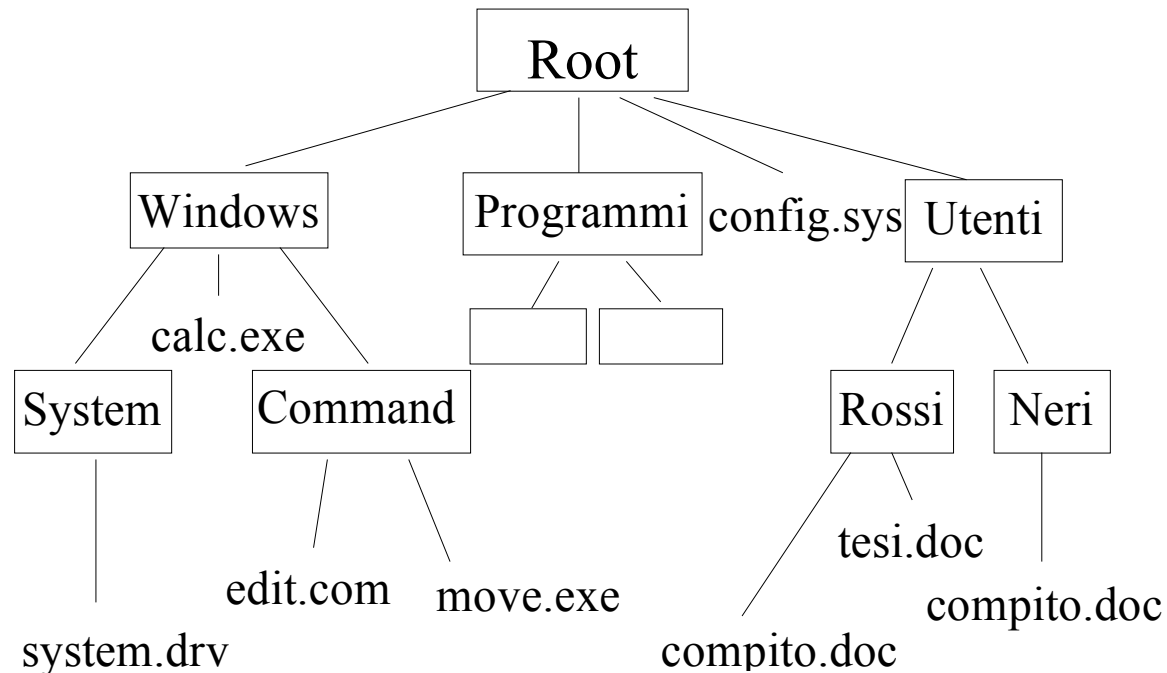 Root
Windows
Programmi
config.sys
Utenti
calc.exe
System
Command
Rossi
Neri
tesi.doc
edit.com
move.exe
compito.doc
system.drv
compito.doc